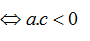 ⇔ a.c < 0